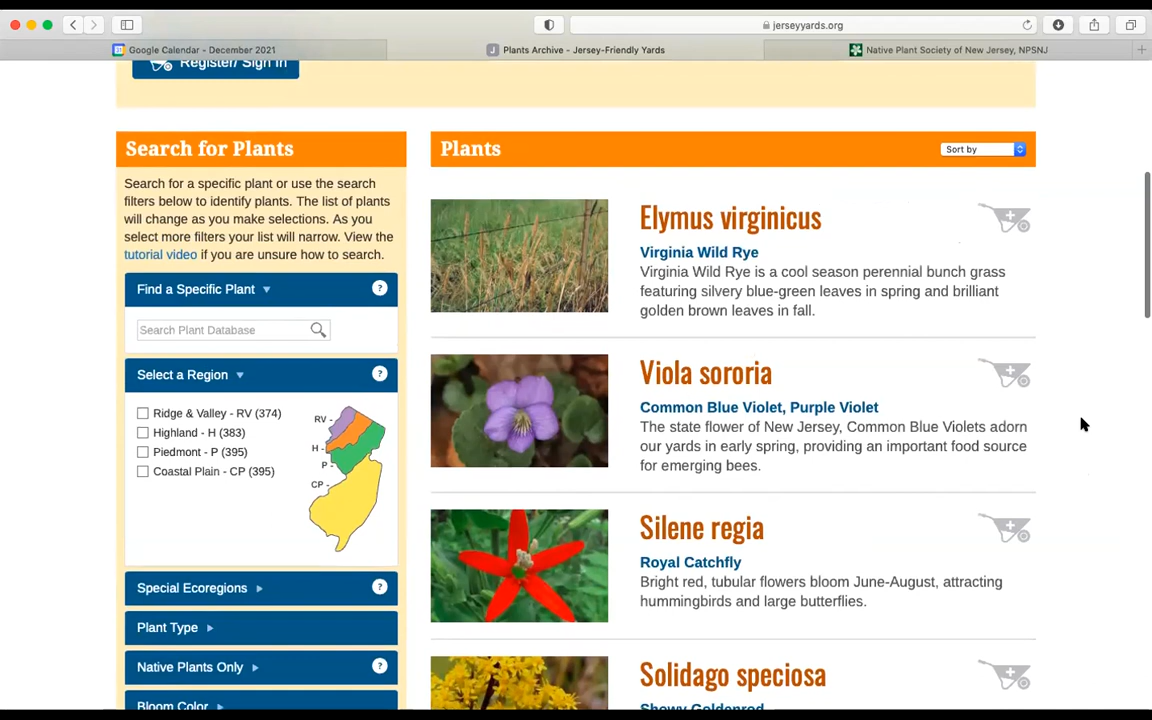 jerseyyards.org
Google Calendar - December 2021
Plants Archive - Jersey-Friendly Yards
Native Plant Society of New Jersey, NPSNJ
Register/ Sign In
Search for Plants
Search for a specific plant or use the search
filters below to identify plants. The list of plants
will change as you make selections. As you
select more filters your list will narrow. View the
tutorial video if you are unsure how to search.
Find a Specific Plant
?
Search Plant Database
Select a Region
?
Ridge & Valley - RV (374)
Highland - H (383)
Piedmont - P (395)
Coastal Plain - CP (395)
RV -
H -
P -
CP -
Special Ecoregions
?
Plant Type
Native Plants Only
?
Bloom Color
Plants
Sort by
Elymus virginicus
Virginia Wild Rye
Virginia Wild Rye is a cool season perennial bunch grass
featuring silvery blue-green leaves in spring and brilliant
golden brown leaves in fall.
Viola sororia
Common Blue Violet, Purple Violet
The state flower of New Jersey, Common Blue Violets adorn
our yards in early spring, providing an important food source
for emerging bees.
Silene regia
Royal Catchfly
Bright red, tubular flowers bloom June-August, attracting
hummingbirds and large butterflies.
Solidago speciosa
Showy Goldenrod